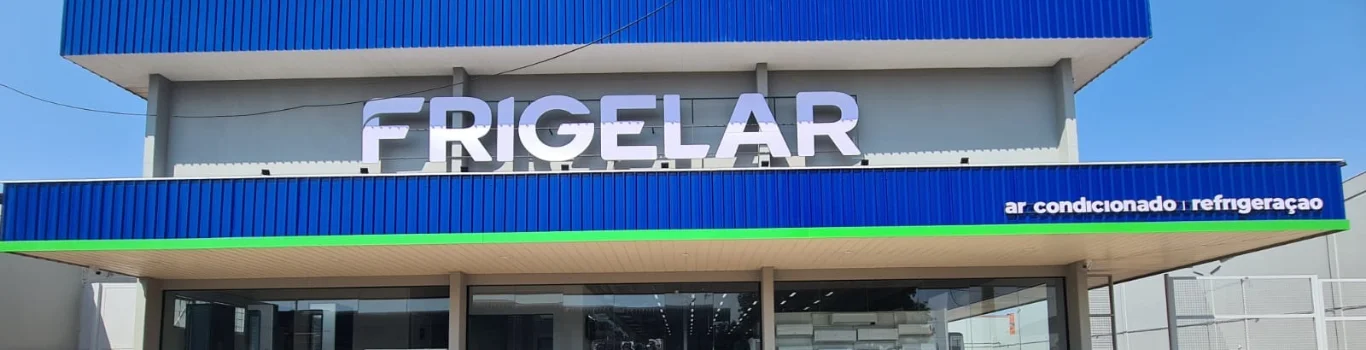 FRIGELAR
ar condicionado | refrigeraçao